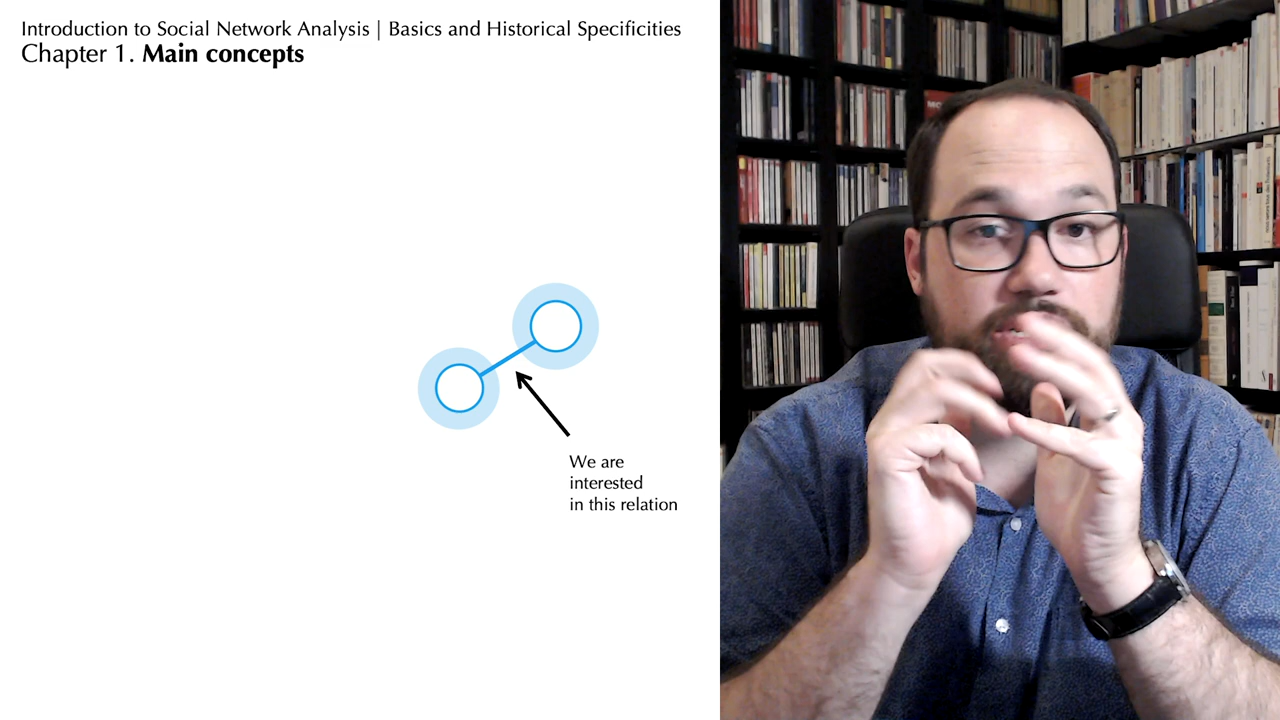 Introduction to Social Network Analysis | Basics and Historical Specificities
Chapter 1. Main concepts
We are
interested
in this relation